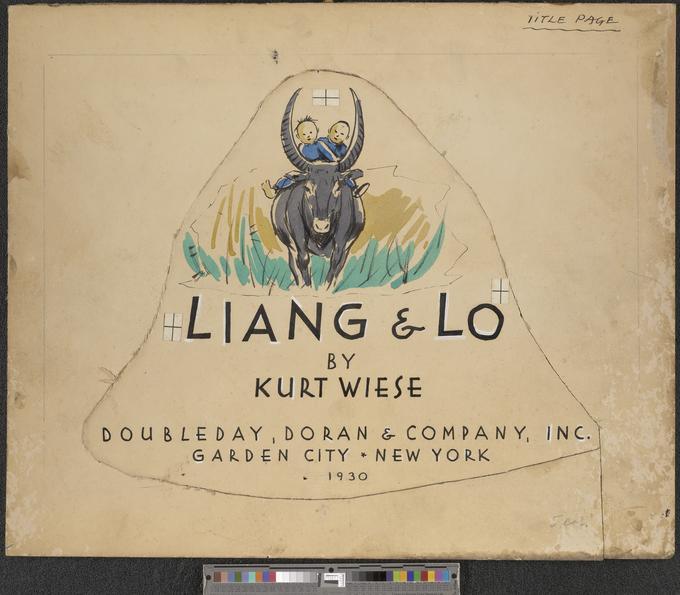 TITLE PAGE
LIANG & LO
BY
KURT WIESE
DOUBLEDAY, DORAN & COMPANY, INC.
GARDEN CITY * NEW YORK
1930